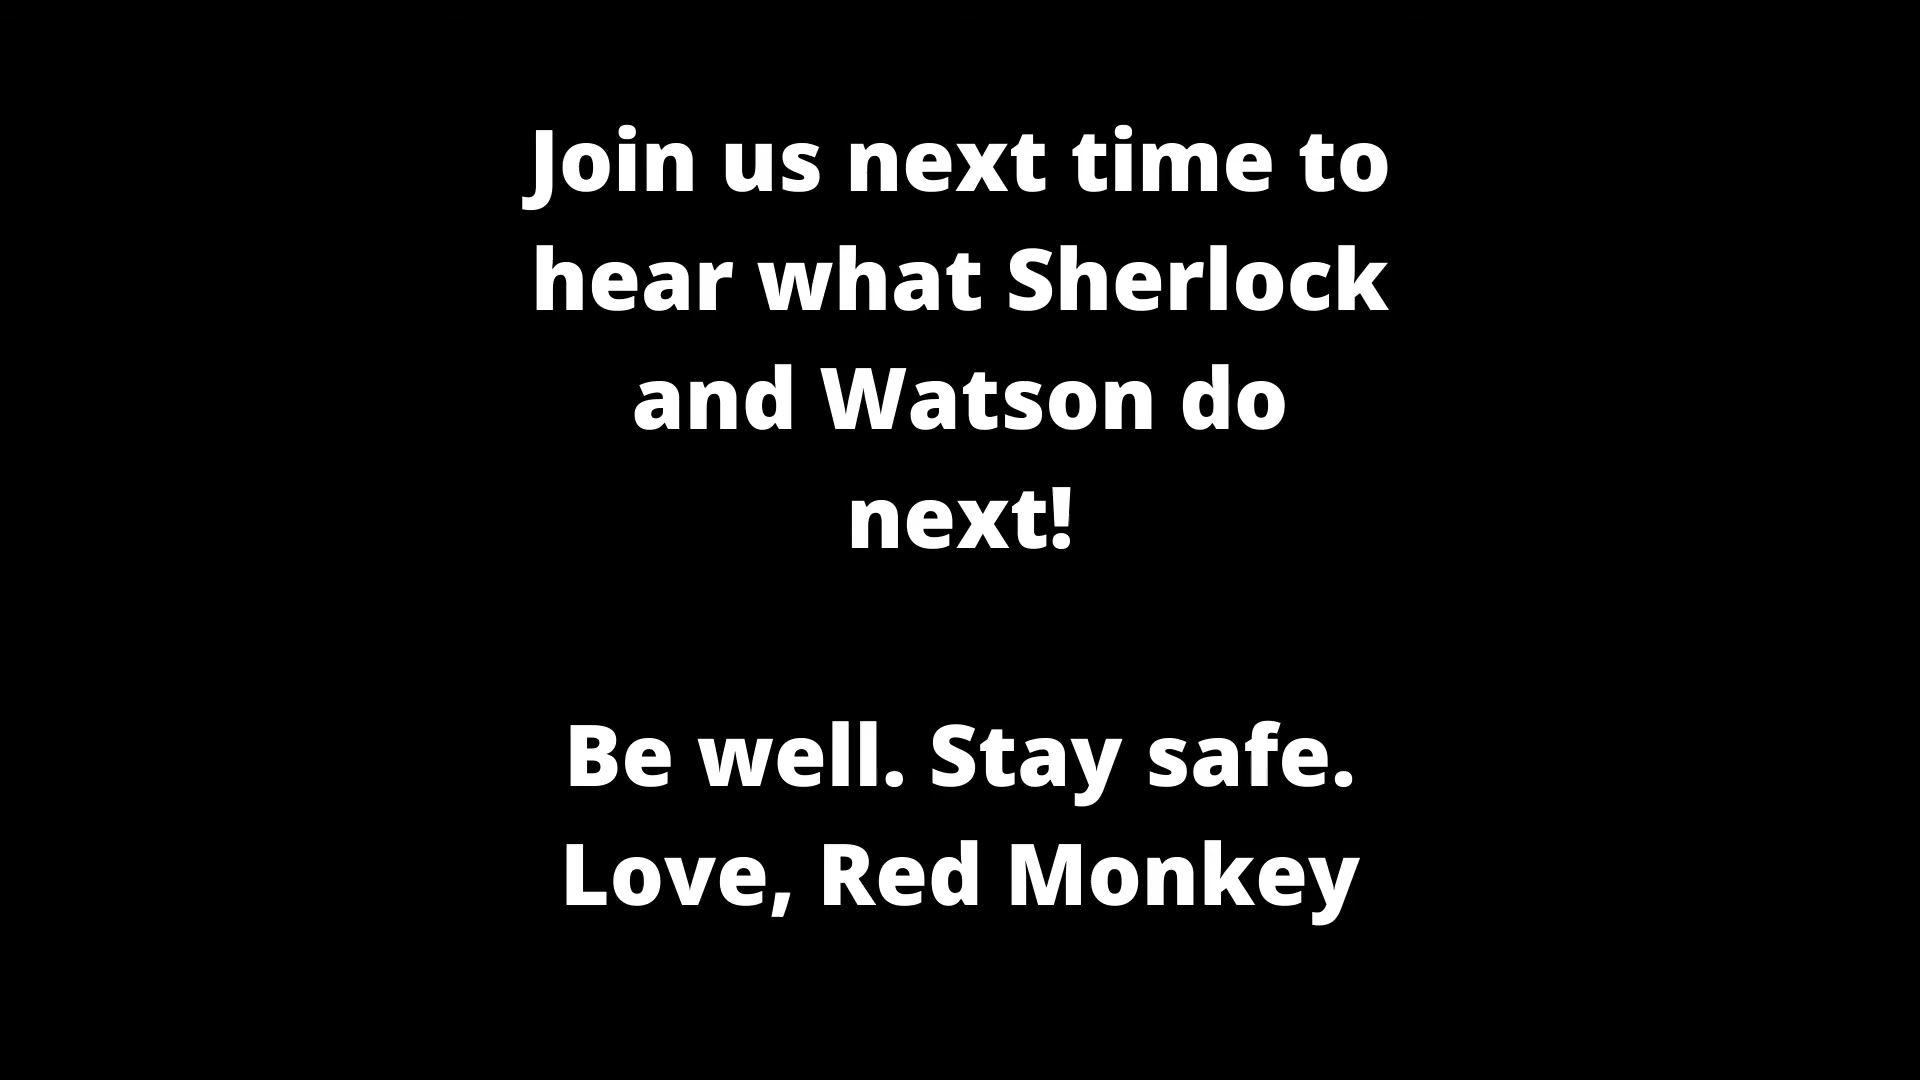 Join us next time to
hear what Sherlock
and Watson do
next!
Be well. Stay safe.
Love, Red Monkey